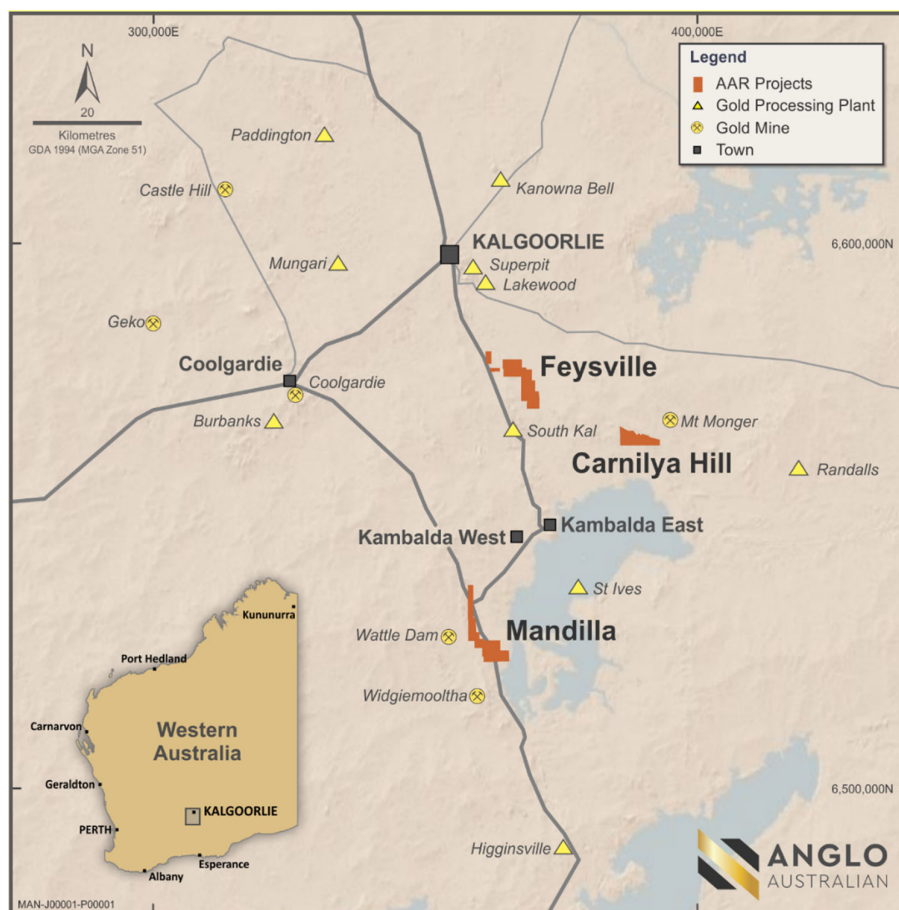 300,000E
400,000E
N
20
Kilometres
GDA 1994 (MGA Zone 51)
Legend
AAR Projects
Gold Processing Plant
Gold Mine
Town
Paddington
Castle Hill
Kanowna Bell
KALGOORLIE
6,600,000N
Superpit
Mungari
Lakewood
Geko
Coolgardie
Feysville
Coolgardie
Burbanks
South Kal
Mt Monger
Carnilya Hill
Randalls
Kambalda East
Kambalda West
St Ives
Mandilla
Wattle Dam
Widgiemooltha
Kununurra
Port Hedland
Western
Australia
Carnarvon
Geraldton
KALGOORLIE
PERTH
Esperance
Albany
6,500,000N
Higginsville
ANGLO
AUSTRALIAN
MAN-J00001-P00001